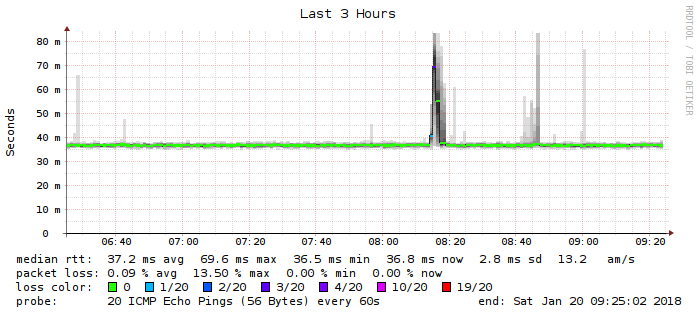 Last 3 Hours
RRDTOOL / TOBI OETIKER
Seconds
80 m
70 m
60 m
50 m
40 m
30 m
20 m
10 m
0
06:40 07:00 07:20 07:40 08:00 08:20 08:40 09:00 09:20
median rtt: 37.2 ms avg 69.6 ms max 36.5 ms min 36.8 ms now 2.8 ms sd 13.2 am/s
packet loss: 0.09 % avg 13.50 % max 0.00 % min 0.00 % now
loss color: 0 1/20 2/20 3/20 4/20 10/20 19/20
probe: 20 ICMP Echo Pings (56 Bytes) every 60s end: Sat Jan 20 09:25:02 2018